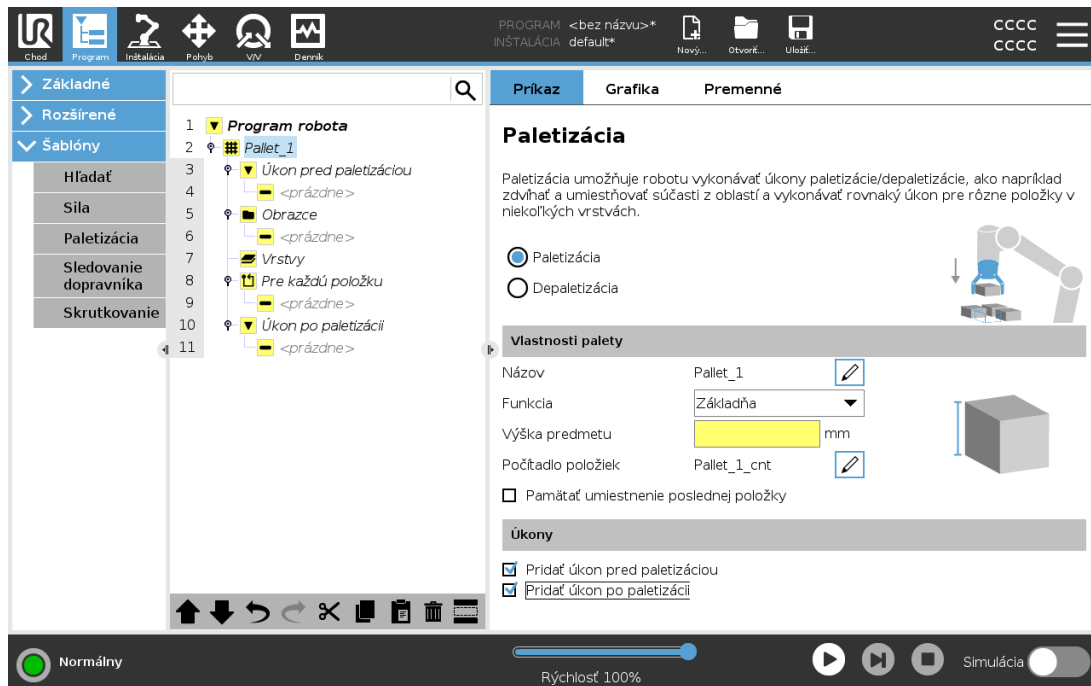 PROGRAM <bez názvu>*
INŠTALÁCIA default*
CCCC
CCCC
Chod Program Inštalácia Pohyb V/V Denník Nový... Otvoriť... Uložiť...
Základné
Rozšírené
Šablóny
Hľadať
Sila
Paletizácia
Sledovanie
dopravníka
Skrutkovanie
1 Program robota
2 Pallet_1
3 Úkon pred paletizáciou
4 <prázdne>
5 Obrazce
6 <prázdne>
7 Vrstvy
8 Pre každú položku
9 <prázdne>
10 Úkon po paletizácii
11 <prázdne>
Príkaz Grafika Premenné
Paletizácia
Paletizácia umožňuje robotu vykonávať úkony paletizácie/depaletizácie, ako napríklad
zdvíhať a umiestňovať súčasti z oblastí a vykonávať rovnaký úkon pre rôzne položky v
niekoľkých vrstvách.
Paletizácia
Depaletizácia
Vlastnosti palety
Názov Pallet_1
Funkcia Základňa
Výška predmetu mm
Počítadlo položiek Pallet_1_cnt
Pamätať umiestnenie poslednej položky
Úkony
Pridať úkon pred paletizáciou
Pridať úkon po paletizácii
Normálny
Rýchlosť 100%
Simulácia